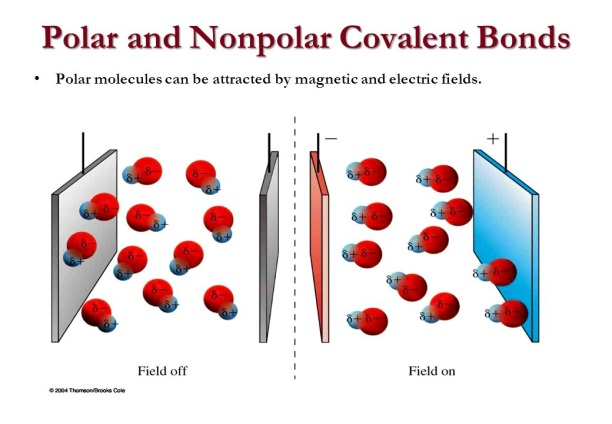 Polar and Nonpolar Covalent Bonds
• Polar molecules can be attracted by magnetic and electric fields.
− +
δ+ δ−
δ− δ+
δ+ δ−
δ− δ+
δ− δ+
δ− δ+
δ− δ+
δ− δ+
δ− δ+
δ− δ+
δ− δ+
δ+ δ−
δ+ δ−
δ+ δ−
δ+ δ−
δ+ δ−
δ+ δ−
δ+ δ−
δ+ δ−
δ+ δ−
δ+ δ−
δ+ δ−
Field off
Field on
© 2004 Thomson/Brooks Cole